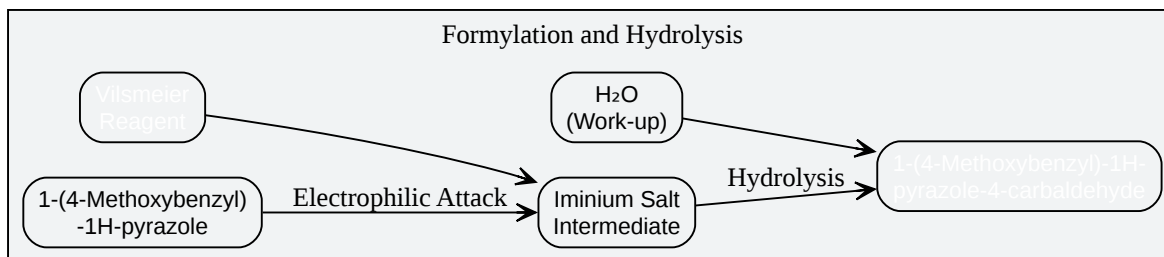 Formylation and Hydrolysis
Vilsmeier
Reagent
H₂O
(Work-up)
1-(4-Methoxybenzyl)
-1H-pyrazole
Electrophilic Attack
Iminium Salt
Intermediate
Hydrolysis
1-(4-Methoxybenzyl)-1H-
pyrazole-4-carbaldehyde